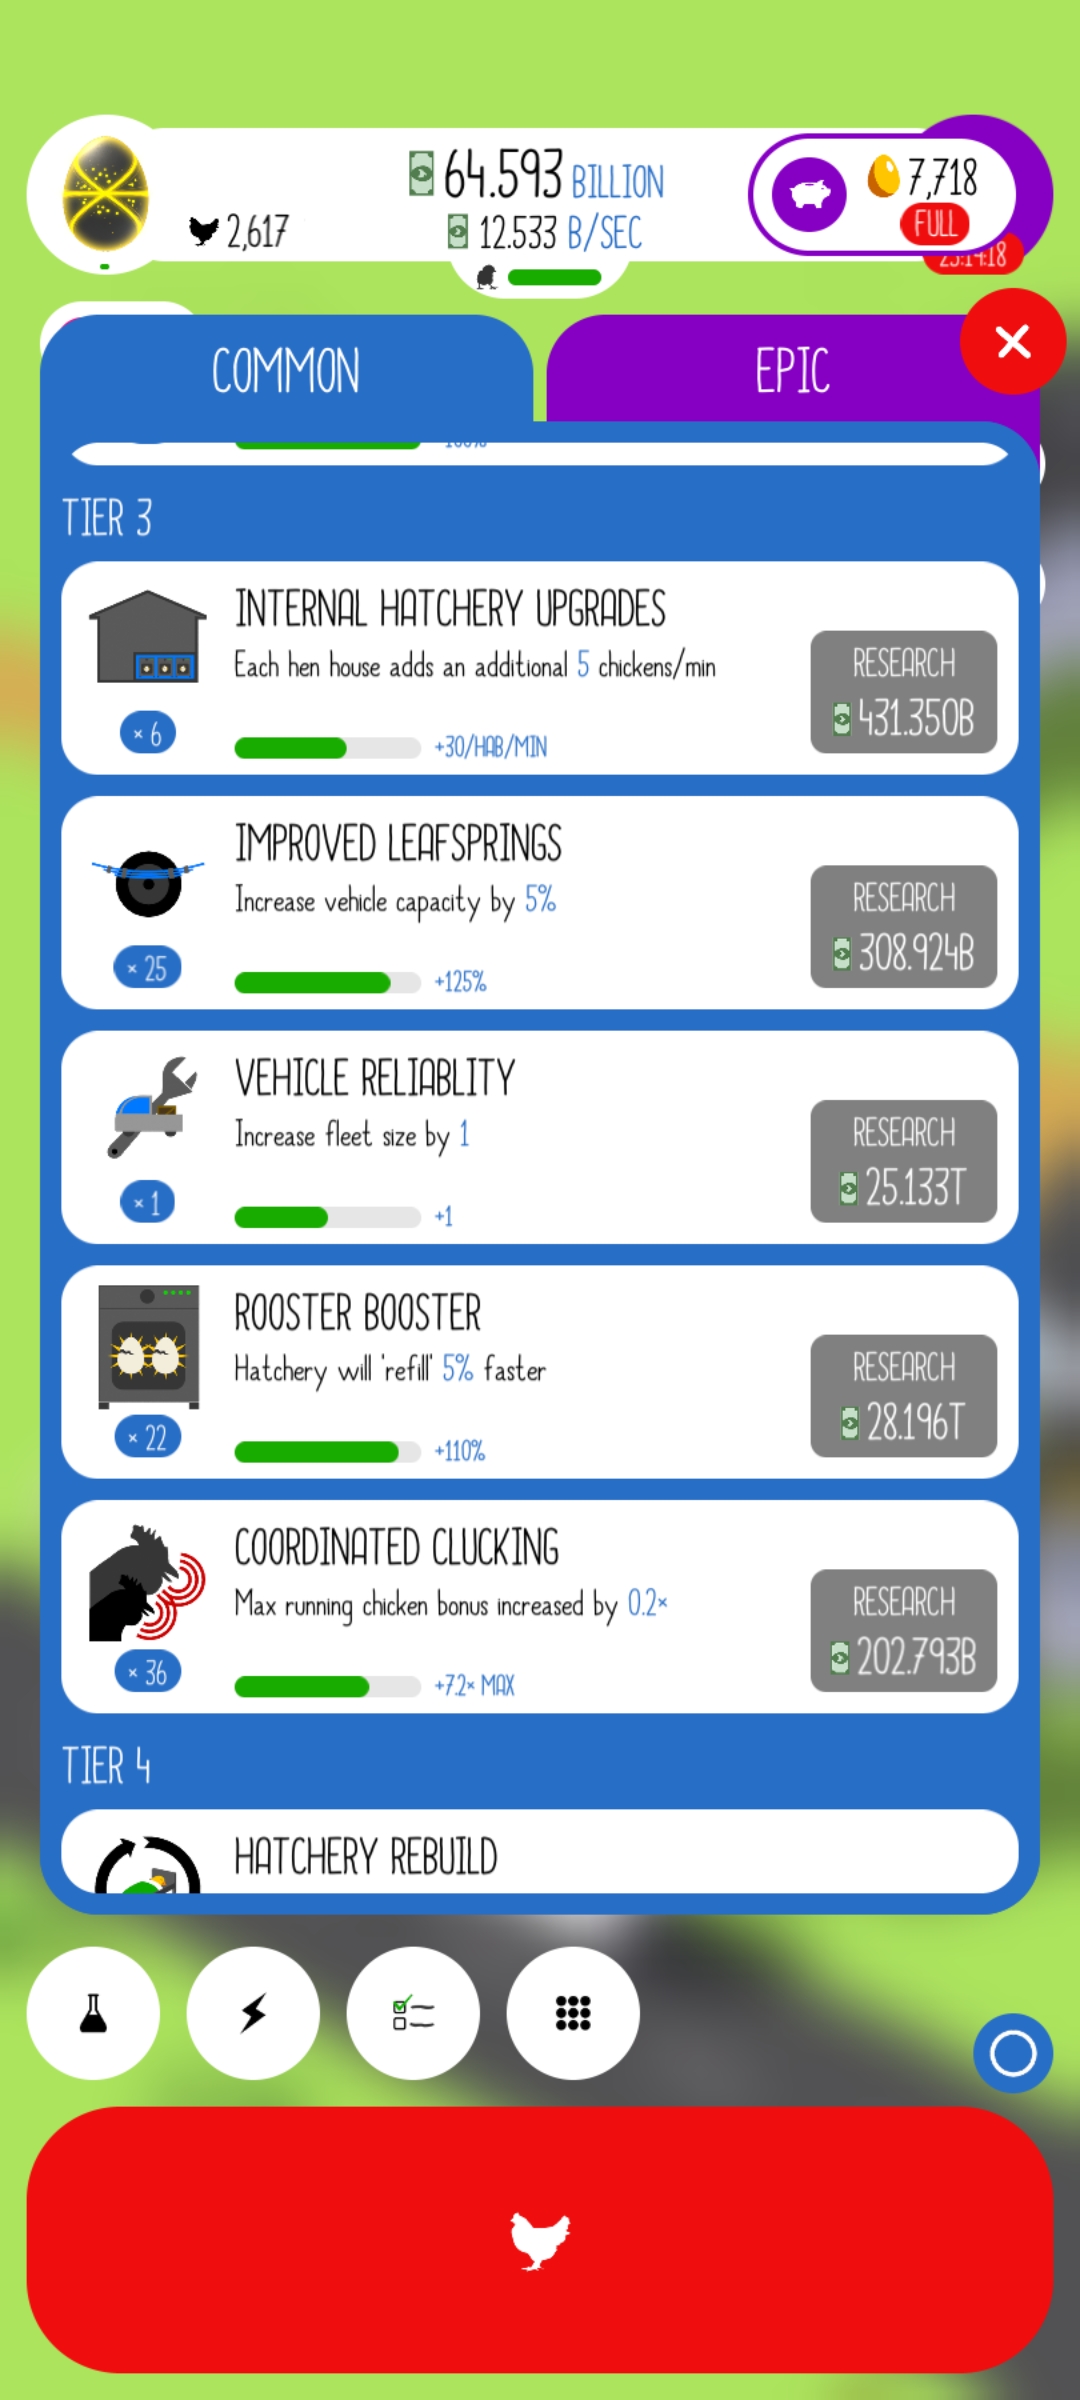 64.593 BILLION
7,718
2,617
12.533 B/SEC
FULL
23:14:18
COMMON
EPIC
100%
TIER 3
INTERNAL HATCHERY UPGRADES
Each hen house adds an additional 5 chickens/min
RESEARCH
431.350B
× 6
+30/HAB/MIN
IMPROVED LEAFSPRINGS
Increase vehicle capacity by 5%
RESEARCH
308.924B
× 25
+125%
VEHICLE RELIABLITY
Increase fleet size by 1
RESEARCH
25.133T
× 1
+1
ROOSTER BOOSTER
Hatchery will 'refill' 5% faster
RESEARCH
28.196T
× 22
+110%
COORDINATED CLUCKING
Max running chicken bonus increased by 0.2×
RESEARCH
202.793B
× 36
+7.2× MAX
TIER 4
HATCHERY REBUILD